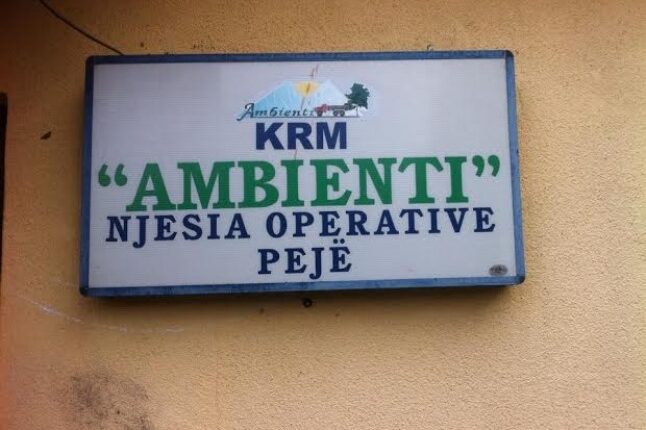 Ambienti
KRM
“AMBIENTI”
NJESIA OPERATIVE
PEJË